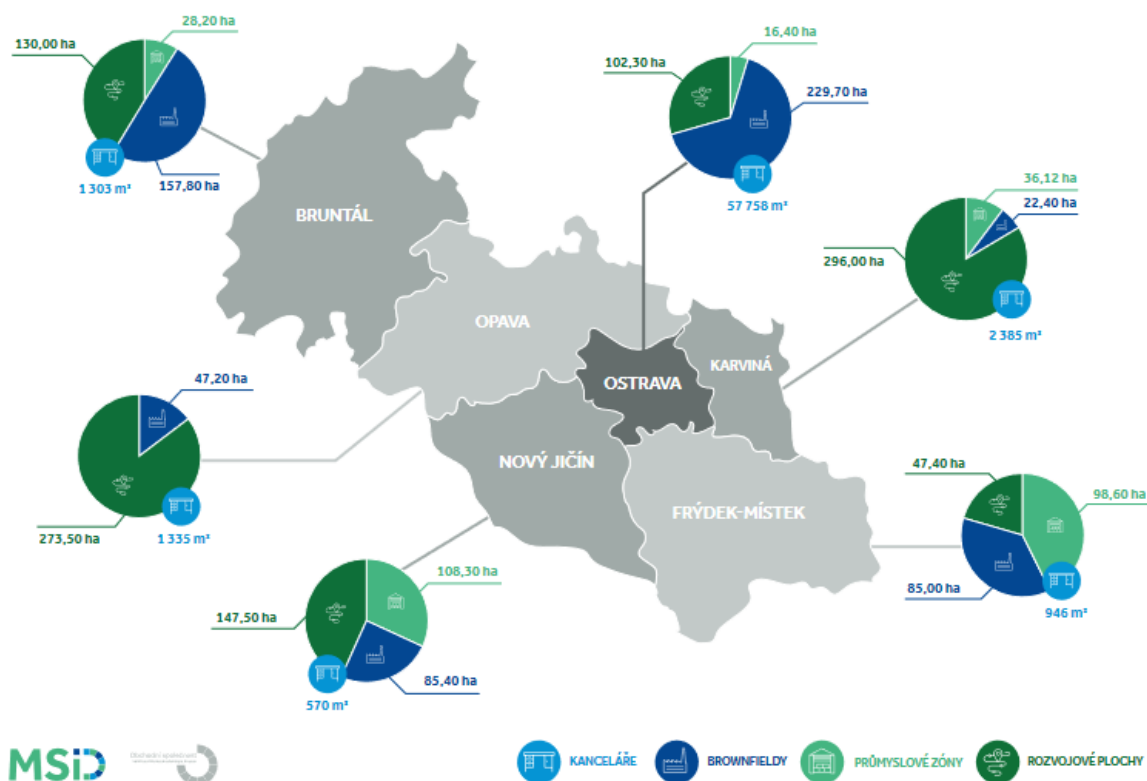 28,20 ha
130,00 ha
157,80 ha
1 303 m²
16,40 ha
102,30 ha
229,70 ha
57 758 m²
36,12 ha
22,40 ha
296,00 ha
2 385 m²
BRUNTÁL
OPAVA
OSTRAVA
KARVINÁ
NOVÝ JIČÍN
FRÝDEK-MÍSTEK
47,20 ha
273,50 ha
1 335 m²
47,40 ha
98,60 ha
85,00 ha
946 m²
108,30 ha
147,50 ha
85,40 ha
570 m²
MSiD
KANCELÁŘE
BROWNFIELDY
PRŮMYSLOVÉ ZÓNY
ROZVOJOVÉ PLOCHY